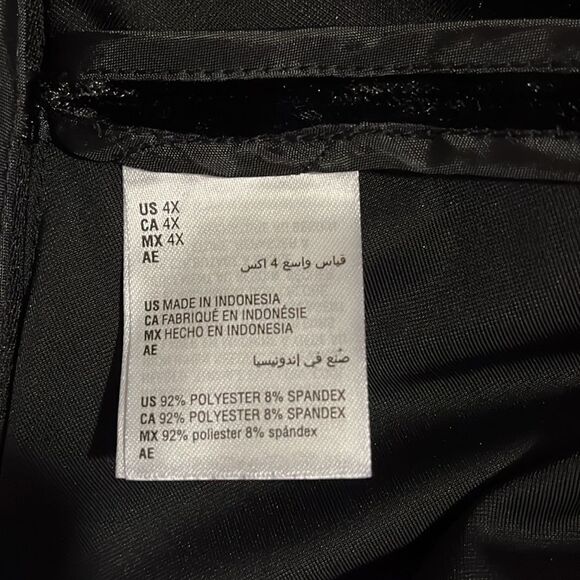 US 4X
CA 4X
MX 4X
AE
قياس واسع 4 اكس
US MADE IN INDONESIA
CA FABRIQUÉ EN INDONÉSIE
MX HECHO EN INDONESIA
AE
صُنع في إندونيسيا
US 92% POLYESTER 8% SPANDEX
CA 92% POLYESTER 8% SPANDEX
MX 92% poliester 8% spándex
AE